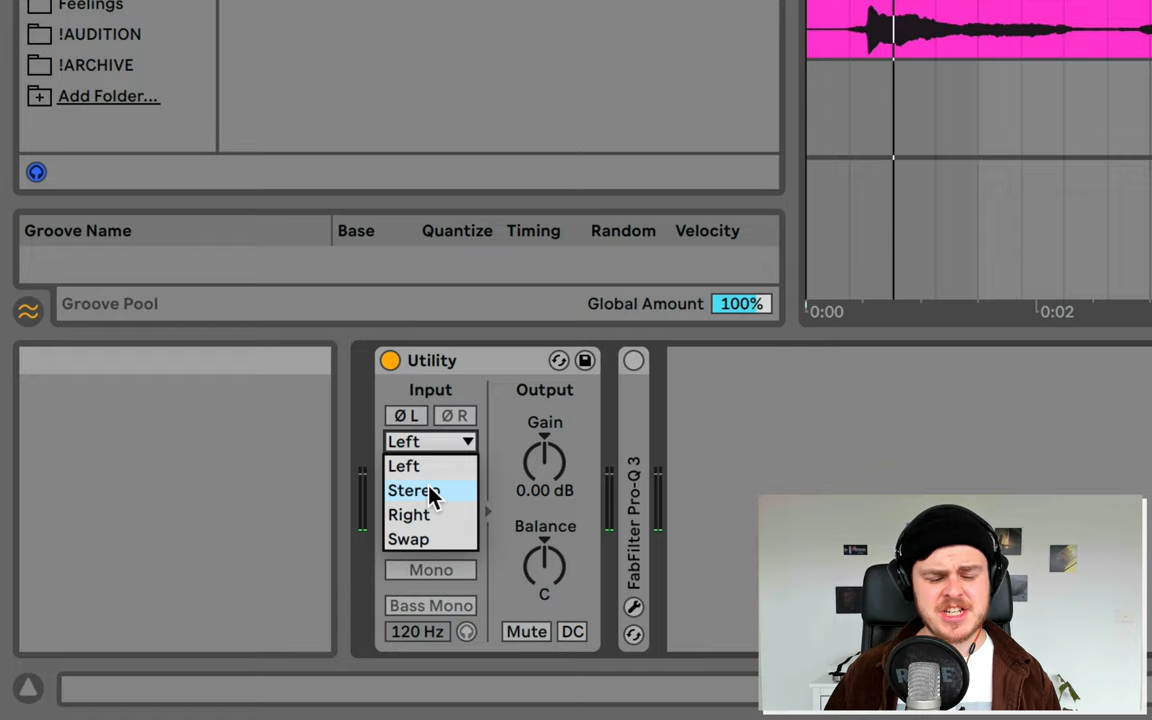 Feelings
!AUDITION
!ARCHIVE
Add Folder...
Groove Name Base Quantize Timing Random Velocity
Groove Pool Global Amount 100%
0:00 0:02
Utility
Input Output
Ø L Ø R
Gain
Left
Left
Stereo
0.00 dB
Right
Swap
Balance
Mono
C
Bass Mono
120 Hz Mute DC
FabFilter Pro-Q 3